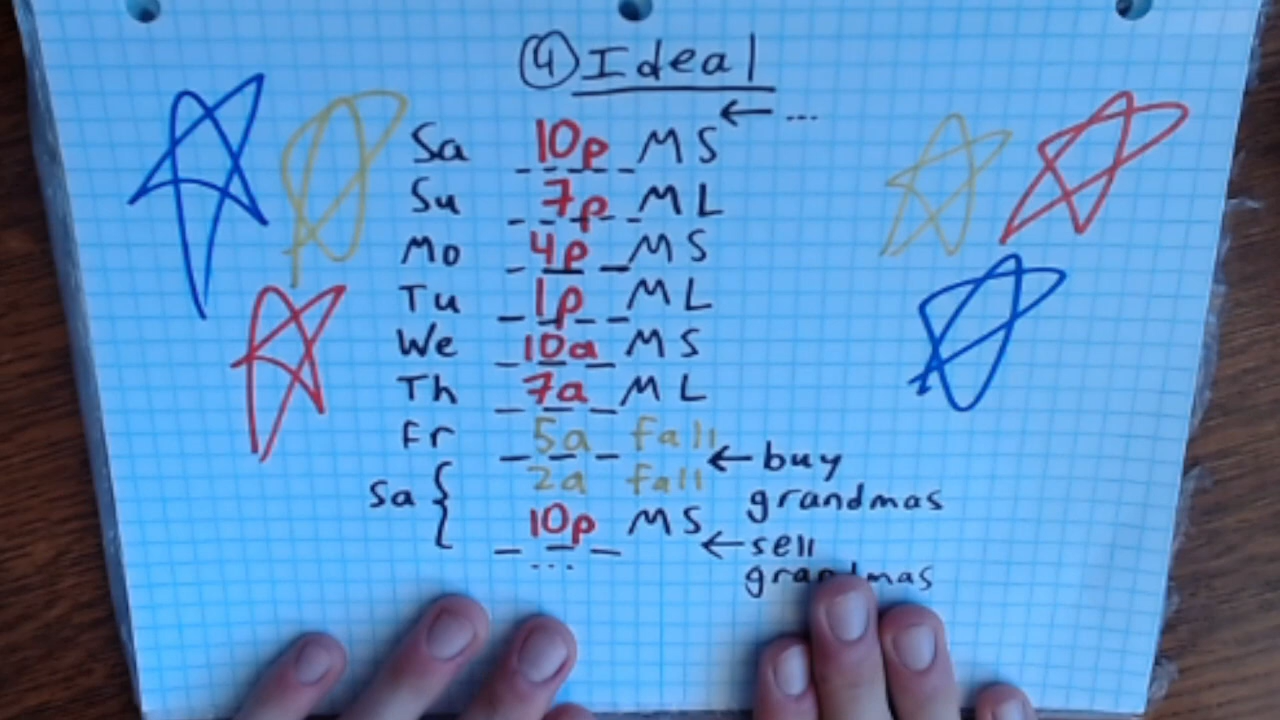 ④ Ideal
← ...
Sa 10p MS
Su 7p ML
Mo 4p MS
Tu 1p ML
We 10a MS
Th 7a ML
Fr 5a fall
← buy grandmas
Sa { 2a fall
10p MS
← sell grandmas
...